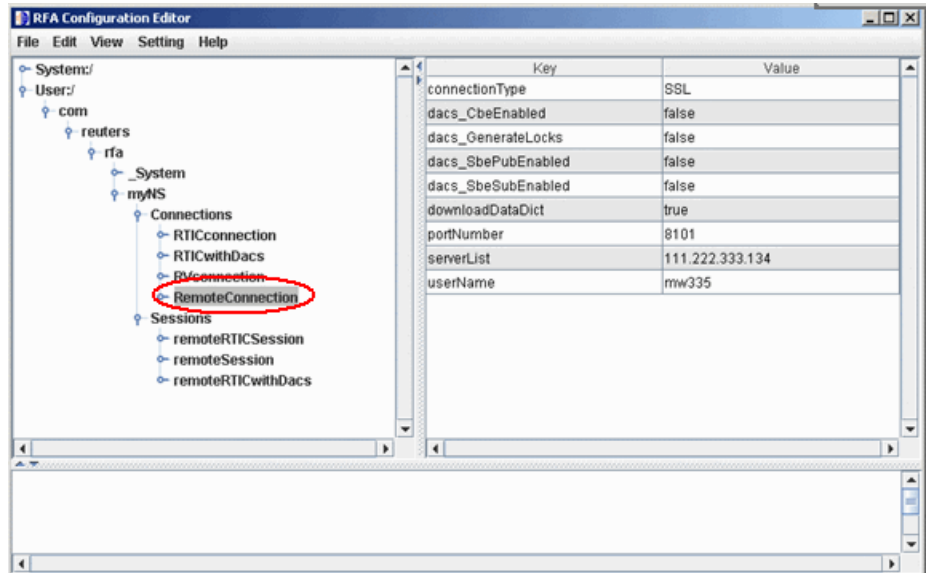 RFA Configuration Editor
File Edit View Setting Help
System:/
User:/
com
reuters
rfa
_System
myNS
Connections
RTICconnection
RTICwithDacs
RVconnection
RemoteConnection
Sessions
remoteRTICSession
remoteSession
remoteRTICwithDacs
Key Value
connectionType SSL
dacs_CbeEnabled false
dacs_GenerateLocks false
dacs_SbePubEnabled false
dacs_SbeSubEnabled false
downloadDataDict true
portNumber 8101
serverList 111.222.333.134
userName mw335